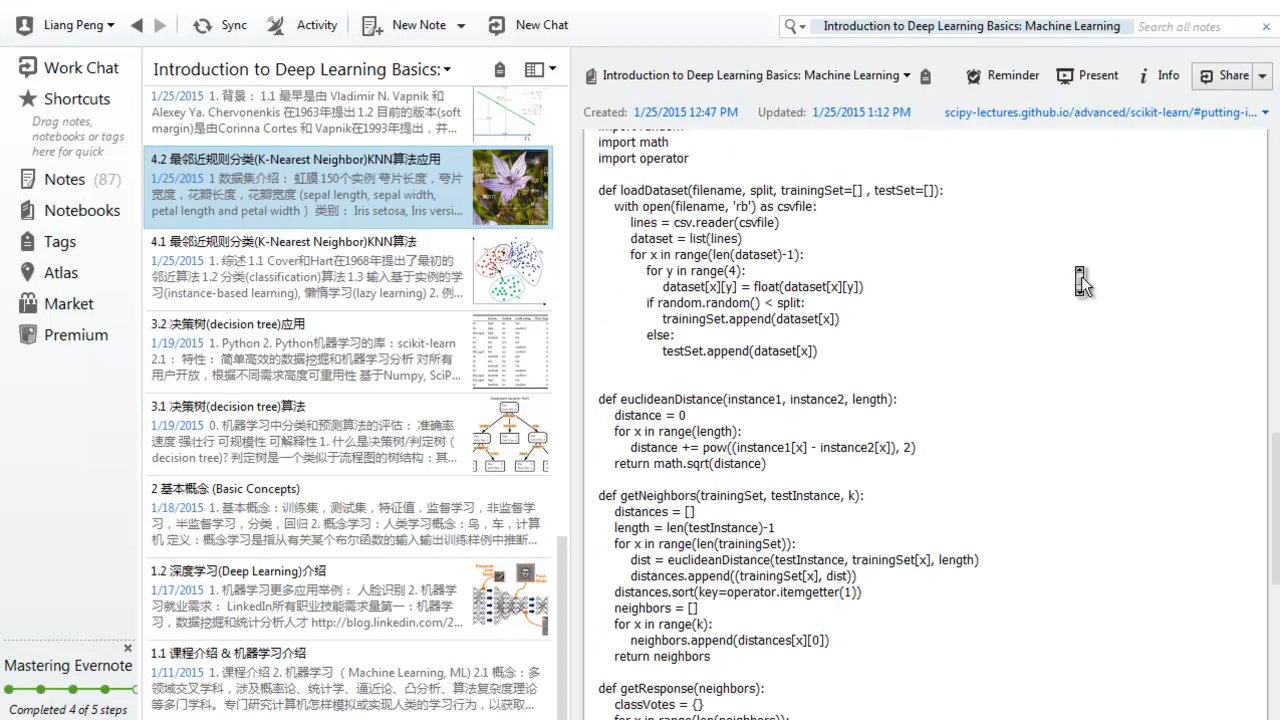 Liang Peng
Sync
Activity
New Note
New Chat
Introduction to Deep Learning Basics: Machine Learning
Search all notes
Work Chat
Shortcuts
Drag notes,
notebooks or tags
here for quick
Notes (87)
Notebooks
Tags
Atlas
Market
Premium
Mastering Evernote
Completed 4 of 5 steps
Introduction to Deep Learning Basics:
1/25/2015 1. 背景： 1.1 最早是由 Vladimir N. Vapnik 和
Alexey Ya. Chervonenkis 在1963年提出 1.2 目前的版本(soft
margin)是由Corinna Cortes 和 Vapnik在1993年提出，并...
4.2 最邻近规则分类(K-Nearest Neighbor)KNN算法应用
1/25/2015 1 数据集介绍： 虹膜 150个实例 萼片长度，萼片
宽度，花瓣长度，花瓣宽度 (sepal length, sepal width,
petal length and petal width ） 类别： Iris setosa, Iris versi...
4.1 最邻近规则分类(K-Nearest Neighbor)KNN算法
1/25/2015 1. 综述 1.1 Cover和Hart在1968年提出了最初的
邻近算法 1.2 分类(classification)算法 1.3 输入基于实例的学
习(instance-based learning), 懒惰学习(lazy learning) 2. 例...
3.2 决策树(decision tree)应用
1/19/2015 1. Python 2. Python机器学习的库：scikit-learn
2.1： 特性： 简单高效的数据挖掘和机器学习分析 对所有
用户开放，根据不同需求高度可重用性 基于Numpy, SciP...
3.1 决策树(decision tree)算法
1/19/2015 0. 机器学习中分类和预测算法的评估： 准确率
速度 强壮行 可规模性 可解释性 1. 什么是决策树/判定树（
decision tree)? 判定树是一个类似于流程图的树结构：其...
2 基本概念 (Basic Concepts)
1/18/2015 1. 基本概念：训练集，测试集，特征值，监督学习，非监督学
习，半监督学习，分类，回归 2. 概念学习：人类学习概念：鸟，车，计算
机 定义：概念学习是指从有关某个布尔函数的输入输出训练样例中推断...
1.2 深度学习(Deep Learning)介绍
1/17/2015 1. 机器学习更多应用举例： 人脸识别 2. 机器学
习就业需求： LinkedIn所有职业技能需求量第一：机器学
习，数据挖掘和统计分析人才 http://blog.linkedin.com/2...
1.1 课程介绍 & 机器学习介绍
1/11/2015 1. 课程介绍 2. 机器学习 （ Machine Learning, ML) 2.1 概念：多
领域交叉学科，涉及概率论、统计学、逼近论、凸分析、算法复杂度理论
等多门学科。专门研究计算机怎样模拟或实现人类的学习行为，以获取...
Introduction to Deep Learning Basics: Machine Learning
Reminder
Present
Info
Share
Created: 1/25/2015 12:47 PM
Updated: 1/25/2015 1:12 PM
scipy-lectures.github.io/advanced/scikit-learn/#putting-i...
import random
import math
import operator
def loadDataset(filename, split, trainingSet=[] , testSet=[]):
with open(filename, 'rb') as csvfile:
lines = csv.reader(csvfile)
dataset = list(lines)
for x in range(len(dataset)-1):
for y in range(4):
dataset[x][y] = float(dataset[x][y])
if random.random() < split:
trainingSet.append(dataset[x])
else:
testSet.append(dataset[x])
def euclideanDistance(instance1, instance2, length):
distance = 0
for x in range(length):
distance += pow((instance1[x] - instance2[x]), 2)
return math.sqrt(distance)
def getNeighbors(trainingSet, testInstance, k):
distances = []
length = len(testInstance)-1
for x in range(len(trainingSet)):
dist = euclideanDistance(testInstance, trainingSet[x], length)
distances.append((trainingSet[x], dist))
distances.sort(key=operator.itemgetter(1))
neighbors = []
for x in range(k):
neighbors.append(distances[x][0])
return neighbors
def getResponse(neighbors):
classVotes = {}
for x in range(len(neighbors)):